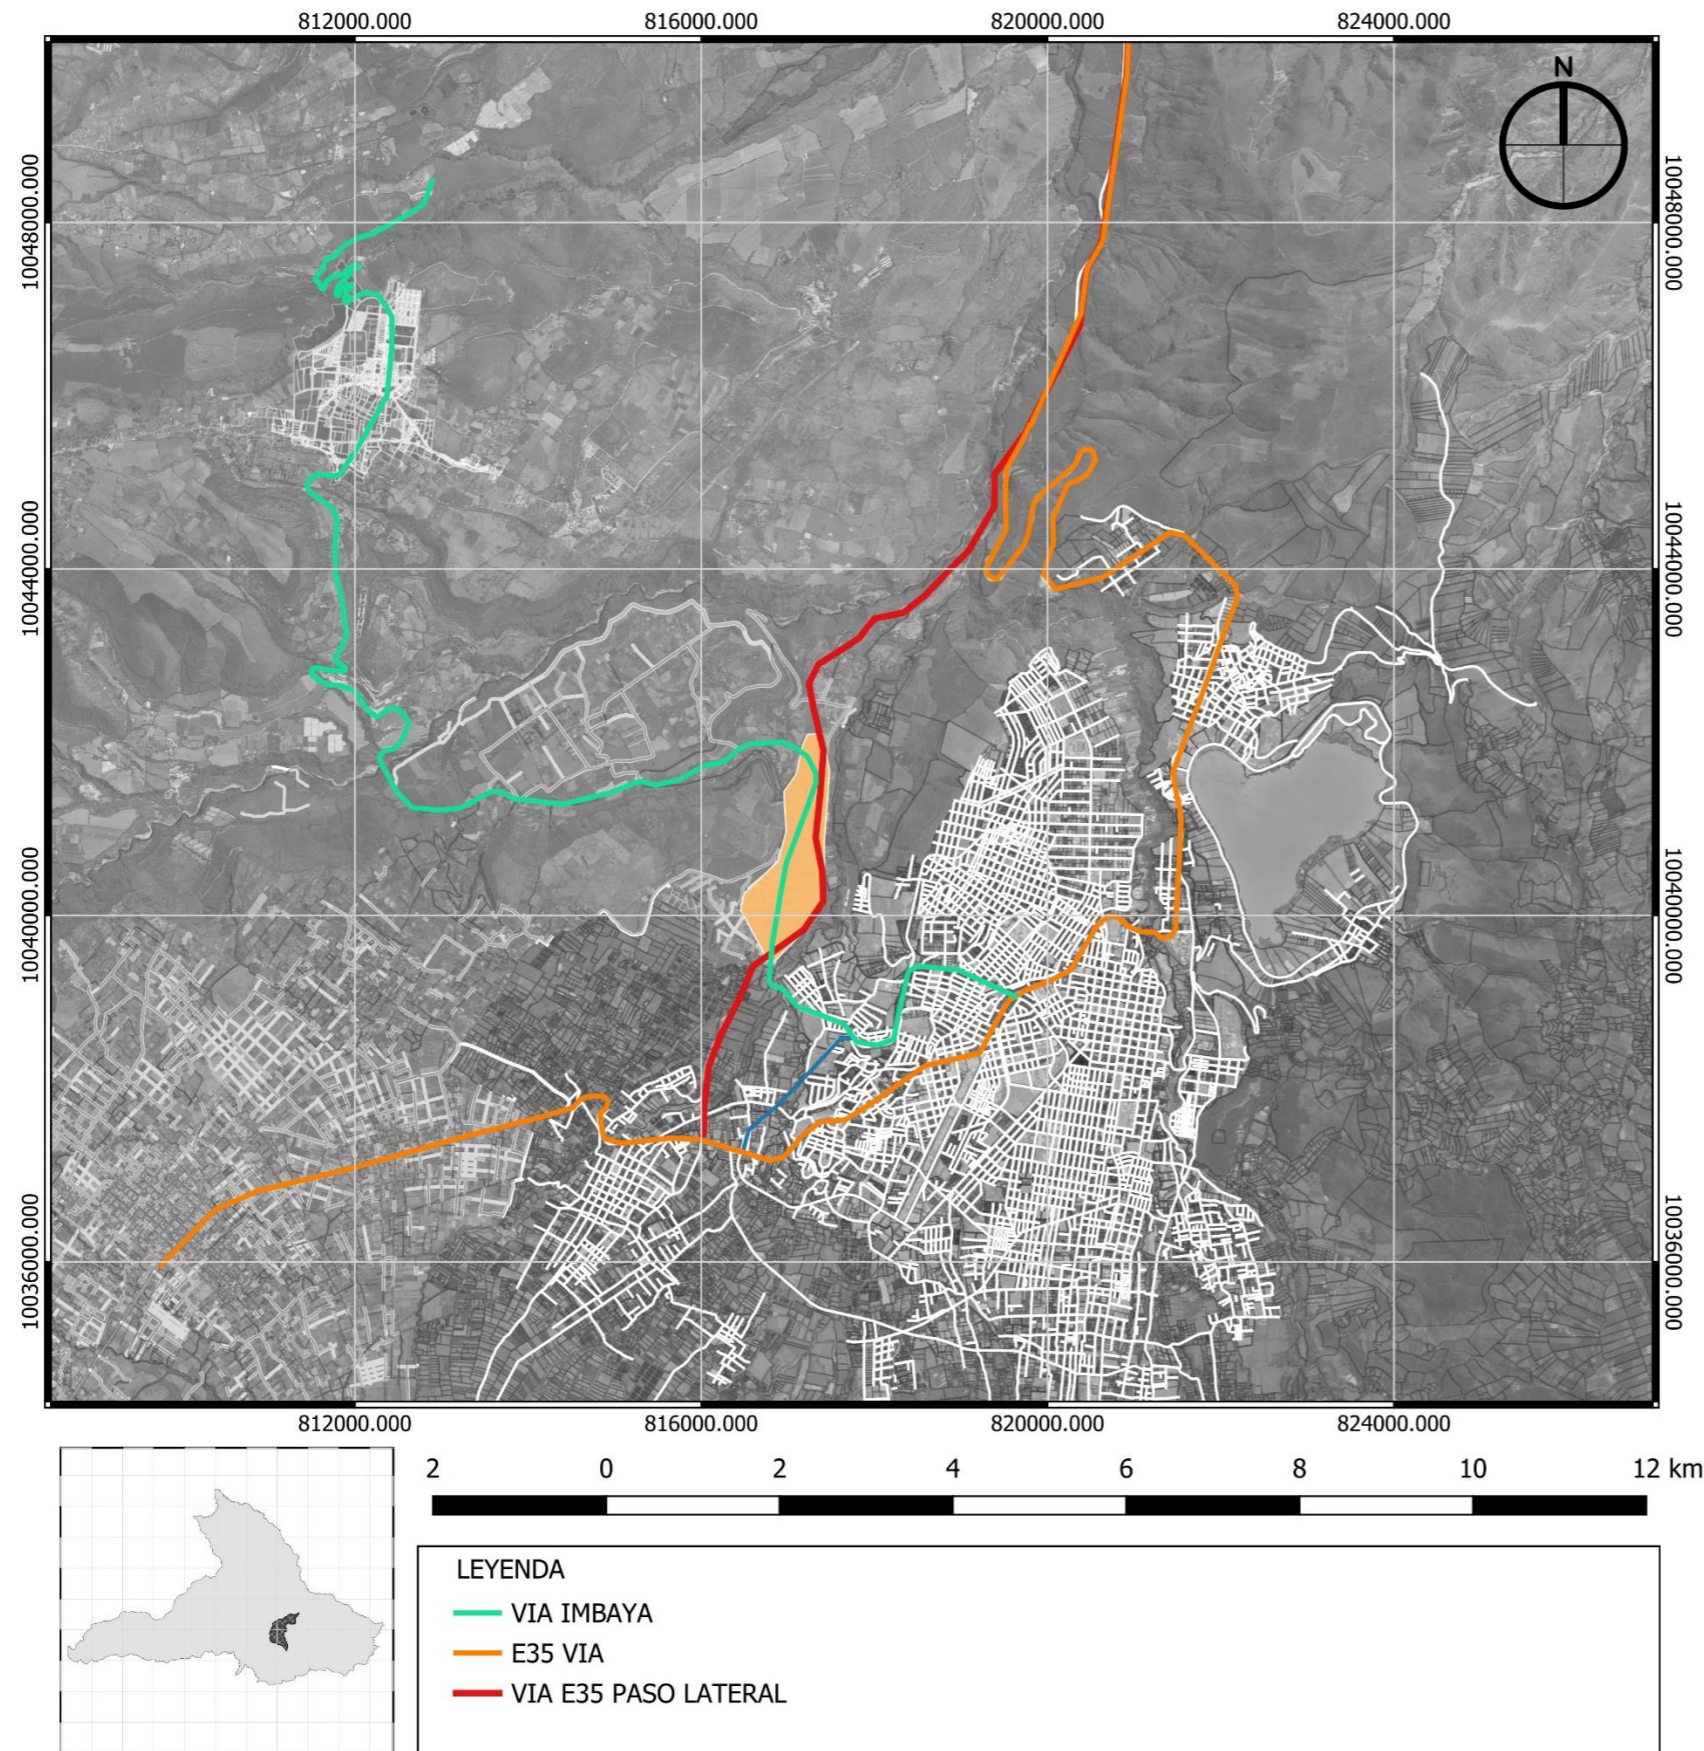 812000.000 816000.000 820000.000 824000.000
N
10048000.000 10048000.000
10044000.000 10044000.000
10040000.000 10040000.000
10036000.000 10036000.000
812000.000 816000.000 820000.000 824000.000
2 0 2 4 6 8 10 12 km
LEYENDA
VIA IMBAYA
E35 VIA
VIA E35 PASO LATERAL